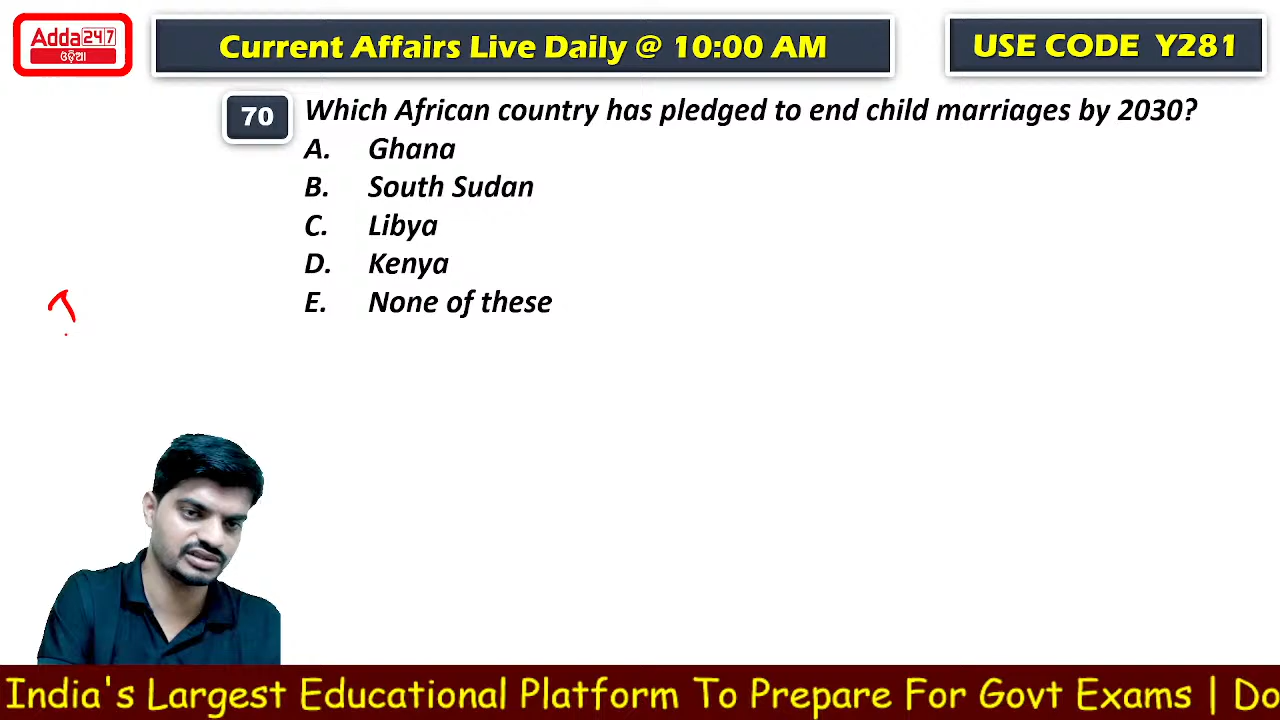 Adda247
ଓଡ଼ିଆ
Current Affairs Live Daily @ 10:00 AM
USE CODE Y281
70 Which African country has pledged to end child marriages by 2030?
A. Ghana
B. South Sudan
C. Libya
D. Kenya
E. None of these
India's Largest Educational Platform To Prepare For Govt Exams | Do